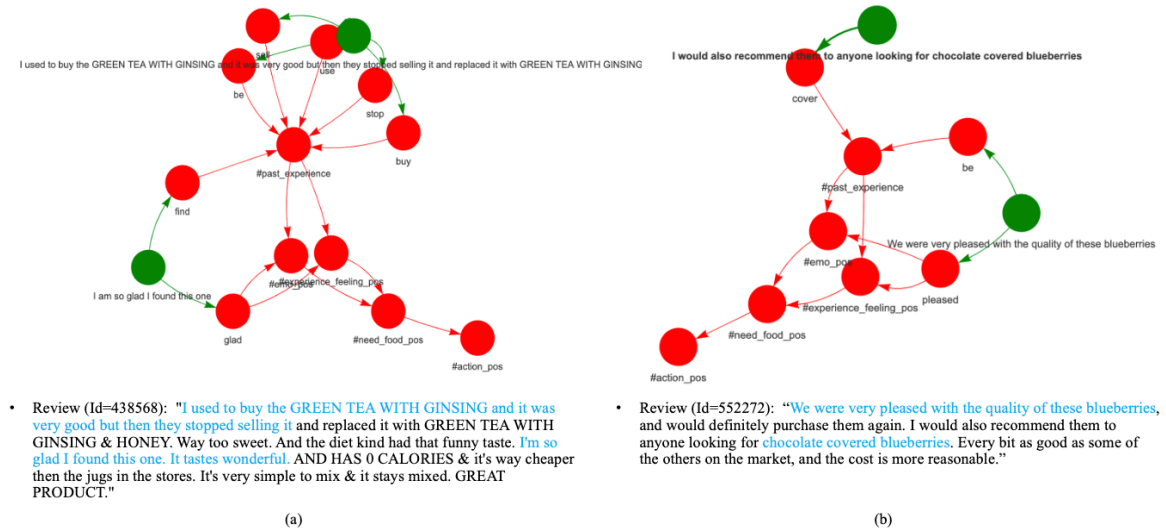 sell
I used to buy the GREEN TEA WITH GINSING and it was very good but then they stopped selling it and replaced it with GREEN TEA WITH GINSING
use
be
stop
buy
#past_experience
find
#emo_pos
#experience_feeling_pos
I am so glad I found this one
glad
#need_food_pos
#action_pos
I would also recommend them to anyone looking for chocolate covered blueberries
cover
be
#past_experience
We were very pleased with the quality of these blueberries
#emo_pos
pleased
#experience_feeling_pos
#need_food_pos
#action_pos
• Review (Id=438568): "I used to buy the GREEN TEA WITH GINSING and it was
very good but then they stopped selling it and replaced it with GREEN TEA WITH
GINSING & HONEY. Way too sweet. And the diet kind had that funny taste. I'm so
glad I found this one. It tastes wonderful. AND HAS 0 CALORIES & it's way cheaper
then the jugs in the stores. It's very simple to mix & it stays mixed. GREAT
PRODUCT."
(a)
• Review (Id=552272): “We were very pleased with the quality of these blueberries,
and would definitely purchase them again. I would also recommend them to
anyone looking for chocolate covered blueberries. Every bit as good as some of
the others on the market, and the cost is more reasonable.”
(b)